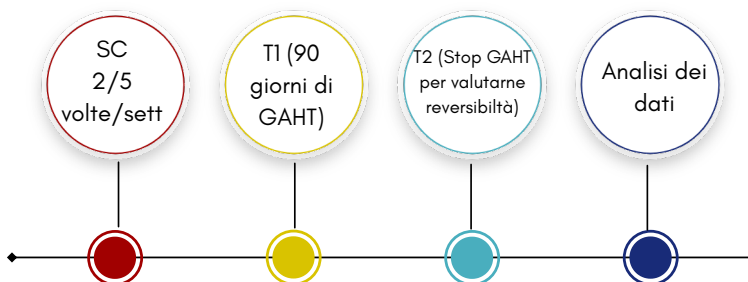 SC
2/5
volte/sett
T1 (90
giorni di
GAHT)
T2 (Stop GAHT
per valutarne
reversibiltà)
Analisi dei
dati